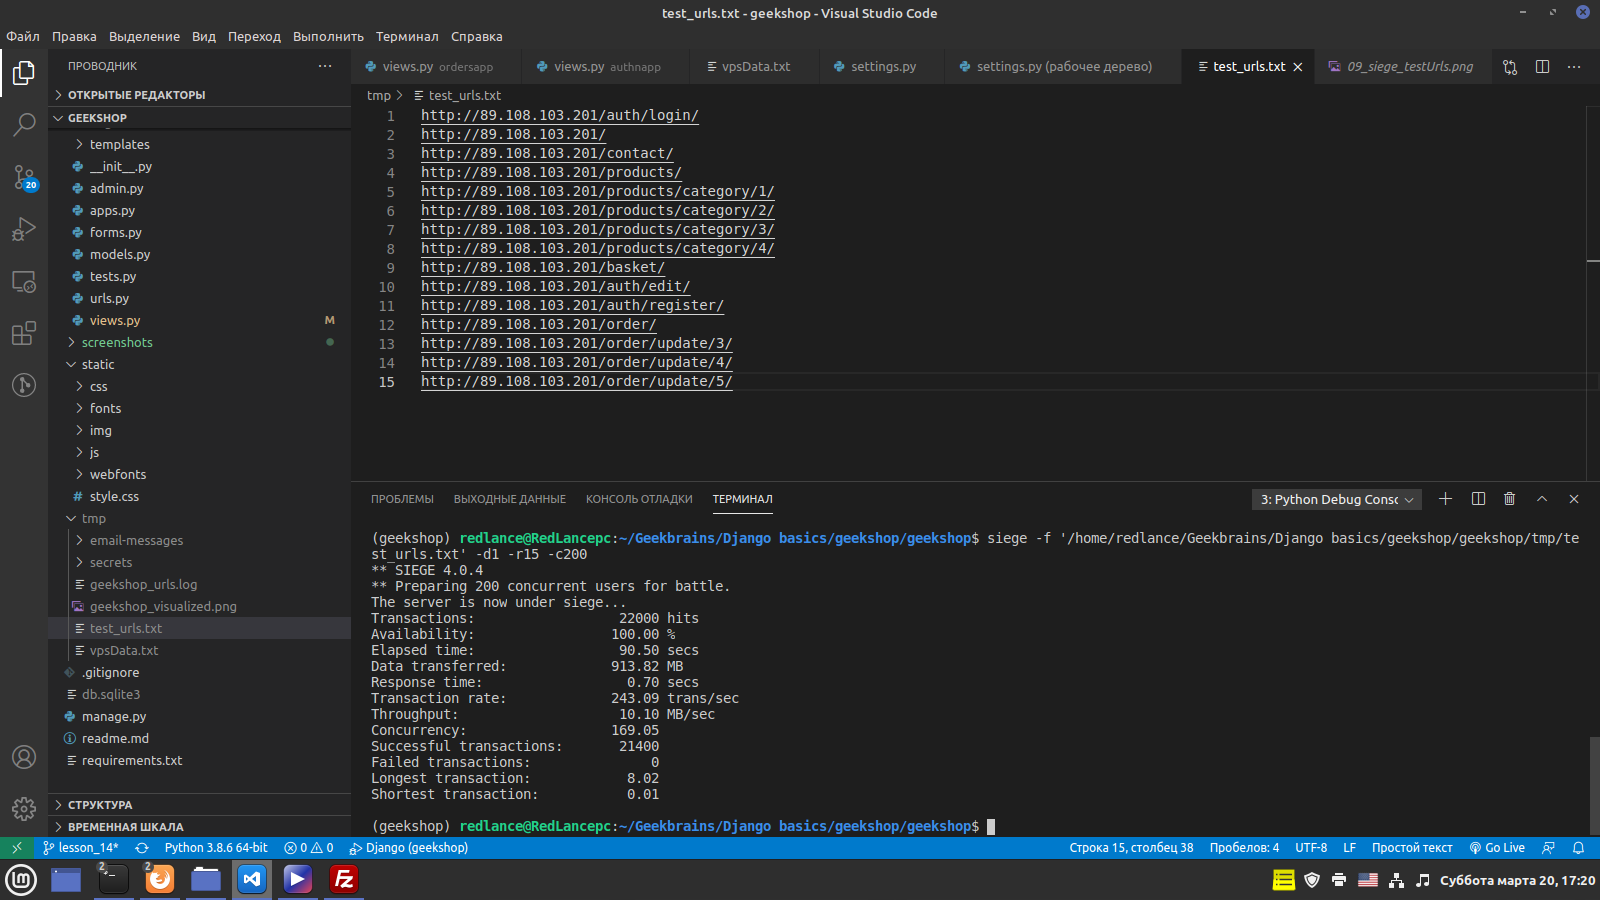 test_urls.txt - geekshop - Visual Studio Code
Файл Правка Выделение Вид Переход Выполнить Терминал Справка
ПРОВОДНИК
ОТКРЫТЫЕ РЕДАКТОРЫ
GEEKSHOP
templates
__init__.py
admin.py
apps.py
forms.py
models.py
tests.py
urls.py
views.py M
screenshots
static
css
fonts
img
js
webfonts
# style.css
tmp
email-messages
secrets
geekshop_urls.log
geekshop_visualized.png
test_urls.txt
vpsData.txt
.gitignore
db.sqlite3
manage.py
readme.md
requirements.txt
СТРУКТУРА
ВРЕМЕННАЯ ШКАЛА
20
views.py ordersapp views.py authnapp vpsData.txt settings.py settings.py (рабочее дерево) test_urls.txt 09_siege_testUrls.png
tmp > test_urls.txt
1 http://89.108.103.201/auth/login/
2 http://89.108.103.201/
3 http://89.108.103.201/contact/
4 http://89.108.103.201/products/
5 http://89.108.103.201/products/category/1/
6 http://89.108.103.201/products/category/2/
7 http://89.108.103.201/products/category/3/
8 http://89.108.103.201/products/category/4/
9 http://89.108.103.201/basket/
10 http://89.108.103.201/auth/edit/
11 http://89.108.103.201/auth/register/
12 http://89.108.103.201/order/
13 http://89.108.103.201/order/update/3/
14 http://89.108.103.201/order/update/4/
15 http://89.108.103.201/order/update/5/
ПРОБЛЕМЫ ВЫХОДНЫЕ ДАННЫЕ КОНСОЛЬ ОТЛАДКИ ТЕРМИНАЛ 3: Python Debug Consc
(geekshop) redlance@RedLancepc:~/Geekbrains/Django basics/geekshop/geekshop$ siege -f '/home/redlance/Geekbrains/Django basics/geekshop/geekshop/tmp/te
st_urls.txt' -d1 -r15 -c200
** SIEGE 4.0.4
** Preparing 200 concurrent users for battle.
The server is now under siege...
Transactions: 22000 hits
Availability: 100.00 %
Elapsed time: 90.50 secs
Data transferred: 913.82 MB
Response time: 0.70 secs
Transaction rate: 243.09 trans/sec
Throughput: 10.10 MB/sec
Concurrency: 169.05
Successful transactions: 21400
Failed transactions: 0
Longest transaction: 8.02
Shortest transaction: 0.01
(geekshop) redlance@RedLancepc:~/Geekbrains/Django basics/geekshop/geekshop$
lesson_14* Python 3.8.6 64-bit 0 0 Django (geekshop) Строка 15, столбец 38 Пробелов: 4 UTF-8 LF Простой текст Go Live
2 2 Суббота марта 20, 17:20